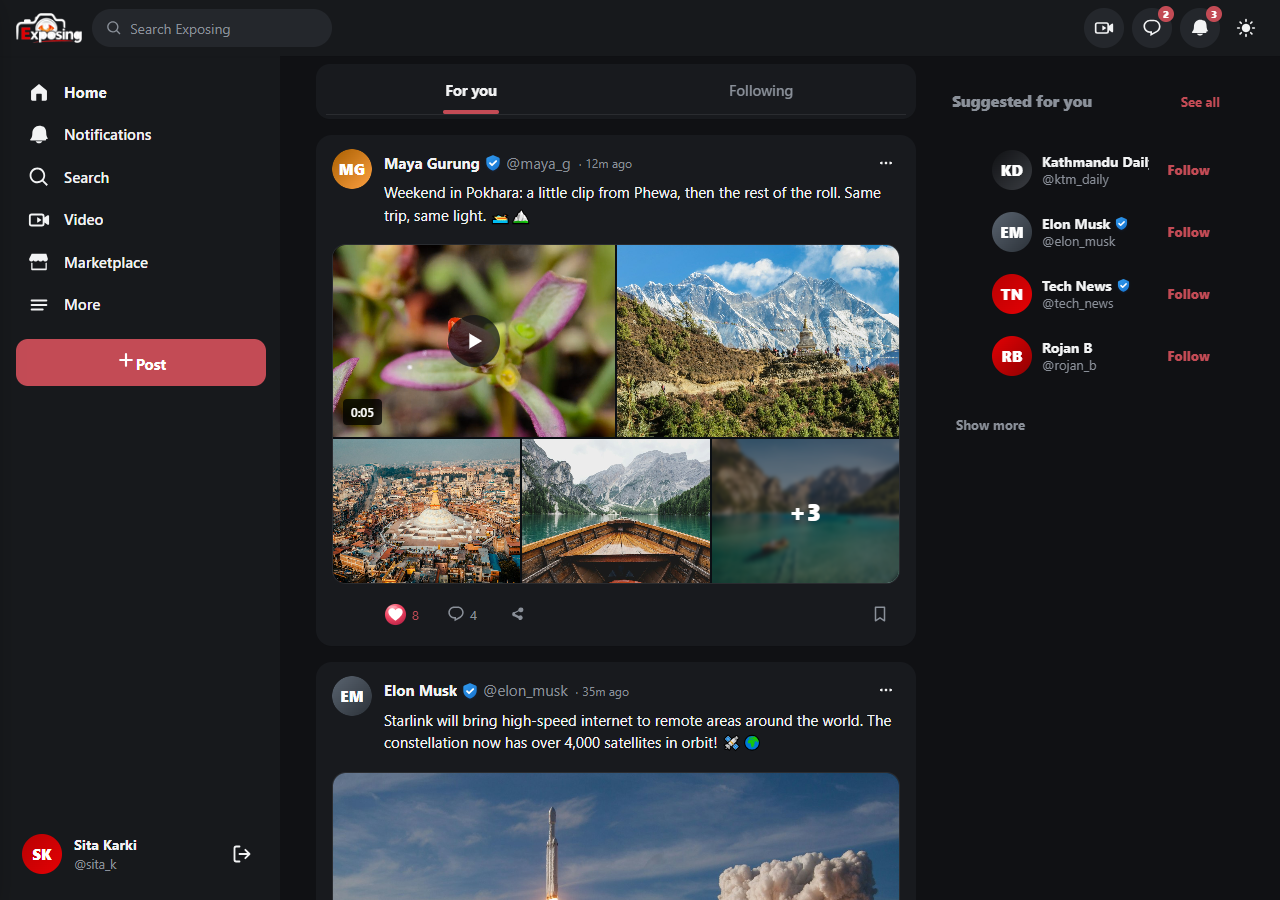 Exposing
Search Exposing
2
3
Home
Notifications
Search
Video
Marketplace
More
+ Post
SK
Sita Karki
@sita_k
For you
Following
MG
Maya Gurung @maya_g · 12m ago
Weekend in Pokhara: a little clip from Phewa, then the rest of the roll. Same
trip, same light. 🚤 🏔️
0:05
+3
8
4
EM
Elon Musk @elon_musk · 35m ago
Starlink will bring high-speed internet to remote areas around the world. The
constellation now has over 4,000 satellites in orbit! 🛰️ 🌍
Suggested for you
See all
KD
Kathmandu Dail
@ktm_daily
Follow
EM
Elon Musk
@elon_musk
Follow
TN
Tech News
@tech_news
Follow
RB
Rojan B
@rojan_b
Follow
Show more